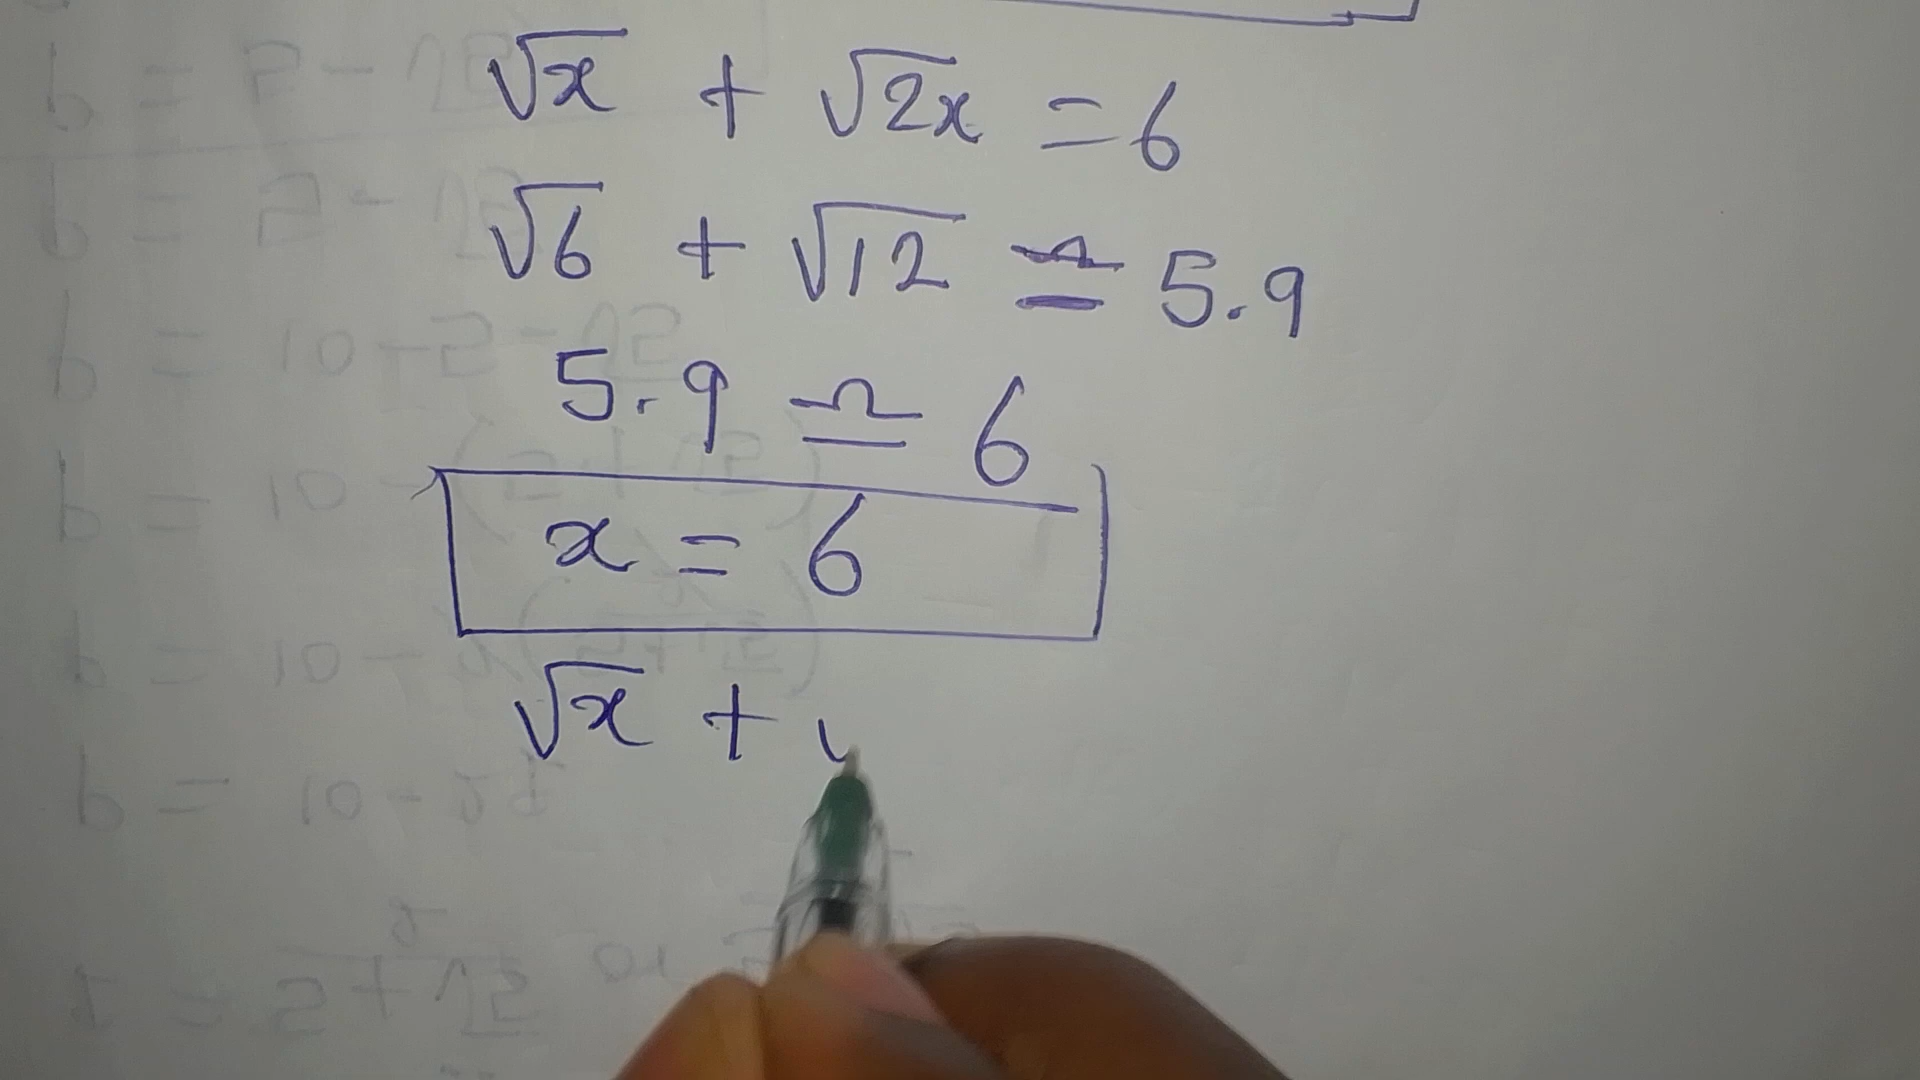 √x + √2x = 6
√6 + √12 ≏ 5.9
5.9 ≏ 6
x = 6
√x +